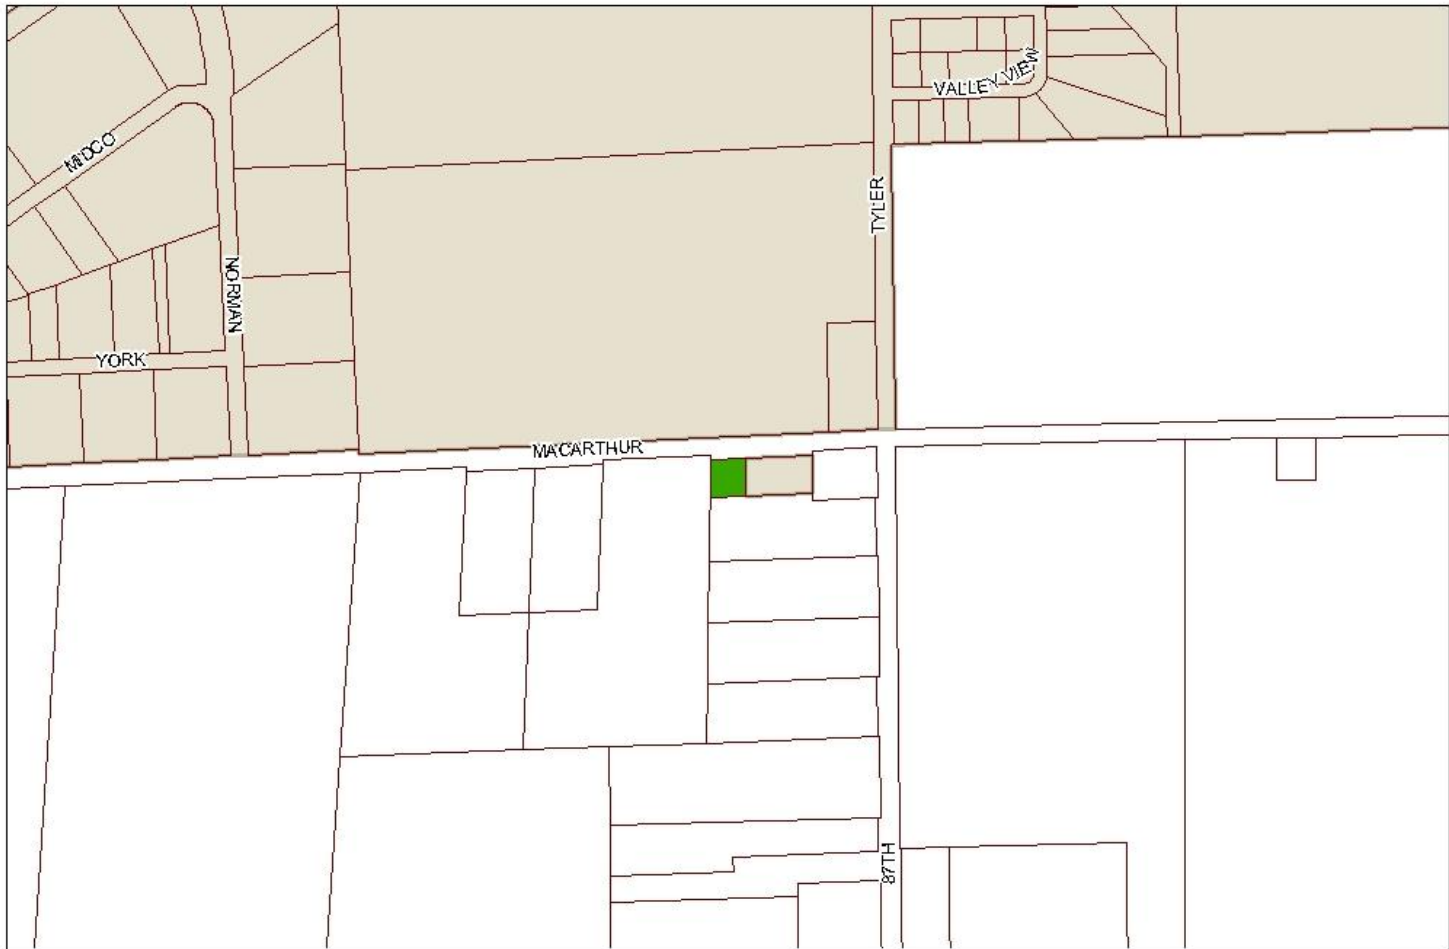 VALLEY VIEW
MIDCO
TYLER
NORMAN
YORK
MACARTHUR
87TH